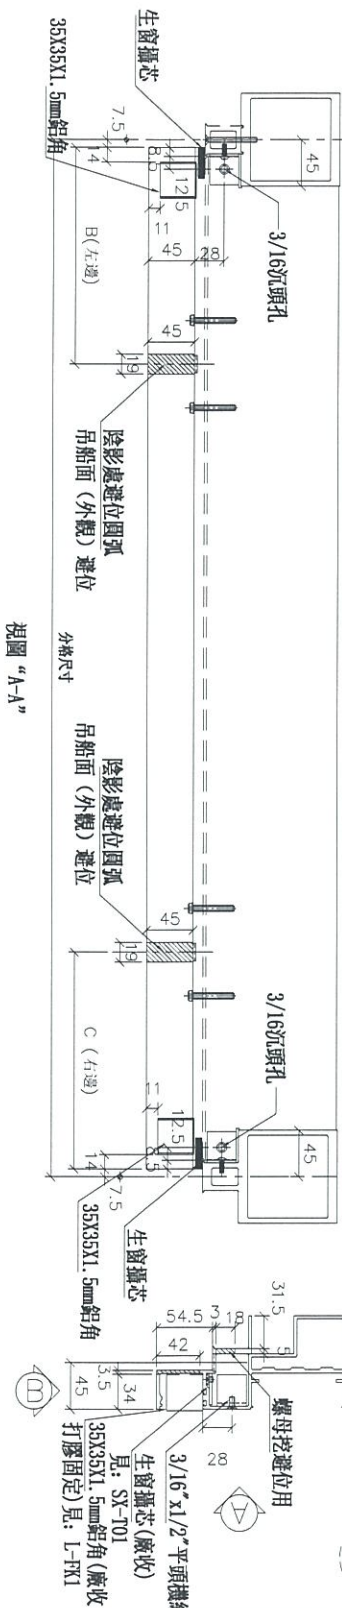 生窗攝芯
35X35X1.5mm鋁角
7.5
14
8.5
12.5
11
45
28
45
3/16沉頭孔
B(左邊)
45
19
陰影處避位圓弧
吊船面（外觀）避位
分格尺寸
視圖 “A-A”
陰影處避位圓弧
吊船面（外觀）避位
45
19
C（右邊）
3/16沉頭孔
45
11
12.5
14
7.5
生窗攝芯
35X35X1.5mm鋁角
31.5
5
54.5
3
18
42
3.5
45
34
28
螺母挖避位用
A
3/16"x1/2"平頭機
生窗攝芯(廠收)
見: SX-T01
35X35X1.5mm鋁角(廠收
打膠固定)見: L-FK1
B